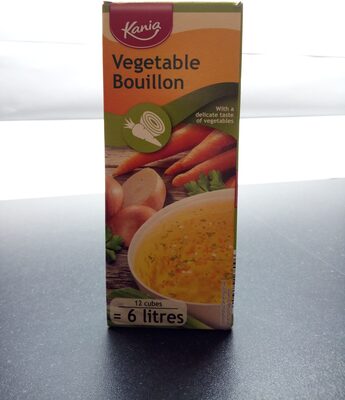 Kania
Vegetable
Bouillon
With a
delicate taste
of vegetables
12 cubes
= 6 litres